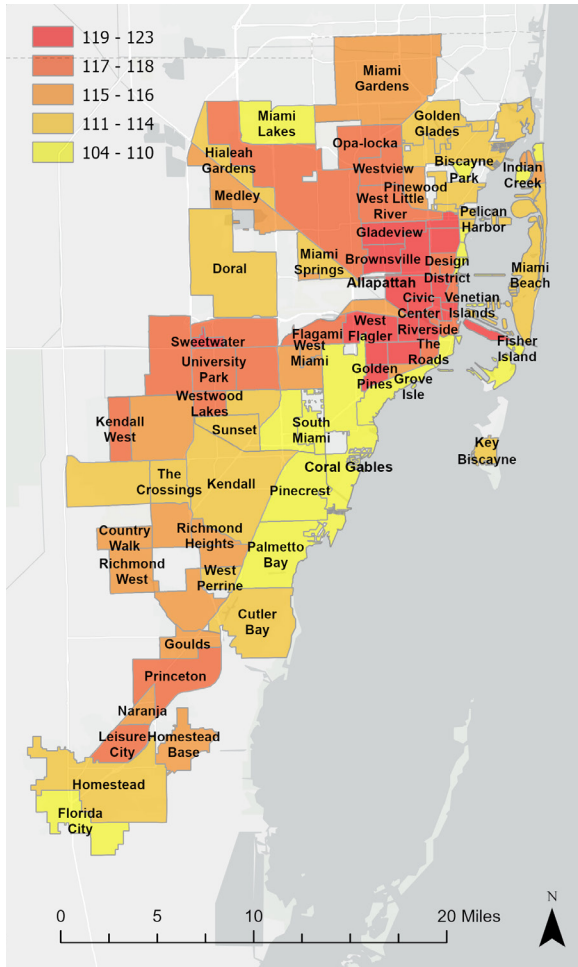 119 - 123
117 - 118
115 - 116
111 - 114
104 - 110
Miami
Gardens
Miami
Lakes
Golden
Glades
Opa-locka
Hialeah
Gardens
Westview
Biscayne
Park
Indian
Creek
Medley
Pinewood
West Little
River
Pelican
Harbor
Gladeview
Doral
Miami
Springs
Brownsville
Design
District
Miami
Beach
Allapattah
Civic
Center
Venetian
Islands
Sweetwater
Flagami
West
Flagler
Riverside
Fisher
Island
University
Park
West
Miami
The
Roads
Golden
Pines
Grove
Isle
Westwood
Lakes
Kendall
West
Sunset
South
Miami
Key
Biscayne
The
Crossings
Kendall
Coral Gables
Pinecrest
Country
Walk
Richmond
Heights
Richmond
West
Palmetto
Bay
West
Perrine
Cutler
Bay
Goulds
Princeton
Naranja
Leisure
City
Homestead
Base
Homestead
Florida
City
0 5 10 20 Miles
N